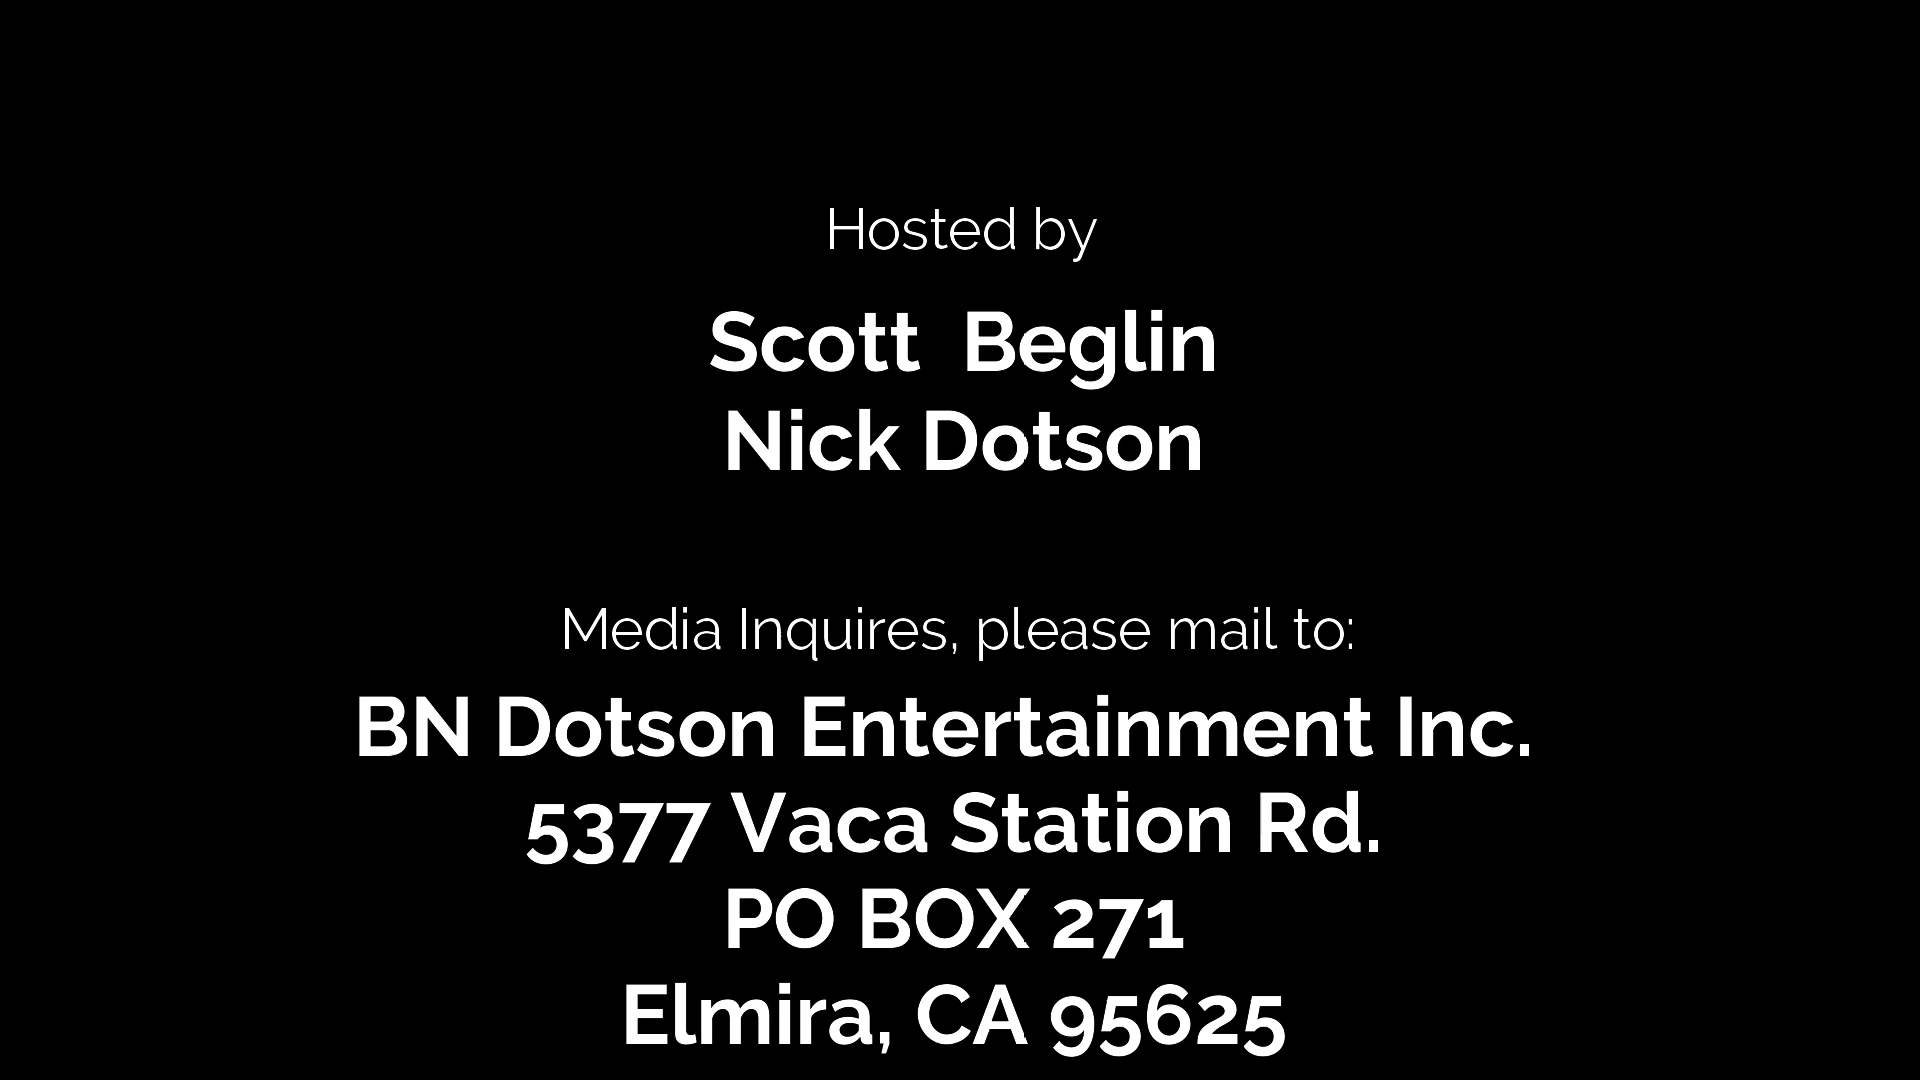 Hosted by
Scott  Beglin
Nick Dotson
Media Inquires, please mail to:
BN Dotson Entertainment Inc.
5377 Vaca Station Rd.
PO BOX 271
Elmira, CA 95625